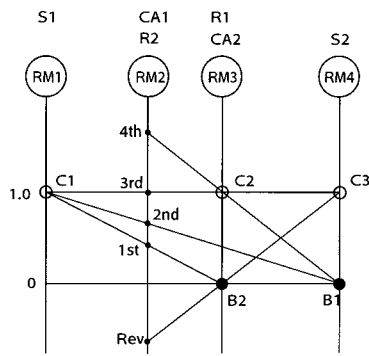 S1 CA1 R1
R2 CA2 S2
RM1 RM2 RM3 RM4
4th
C1 3rd C2 C3
1.0
2nd
1st
0
B2 B1
Rev